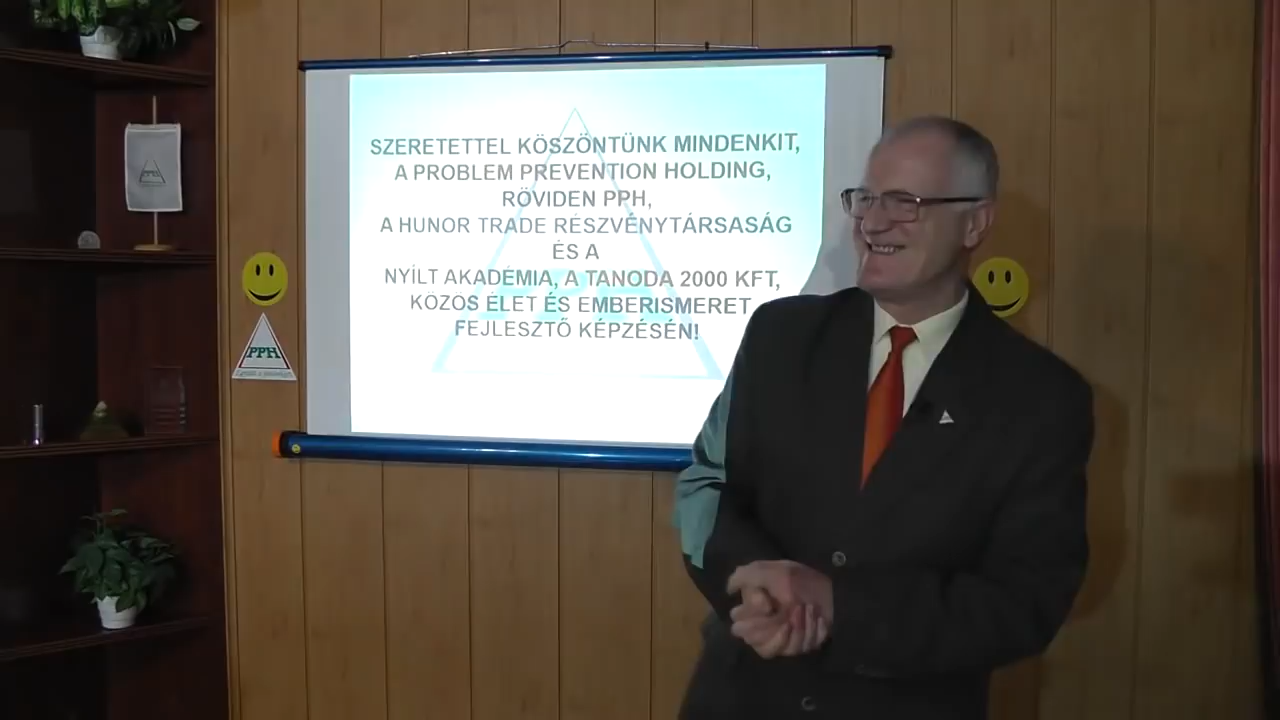 SZERETETTEL KÖSZÖNTÜNK MINDENKIT,
A PROBLEM PREVENTION HOLDING,
RÖVIDEN PPH,
A HUNOR TRADE RÉSZVÉNYTÁRSASÁG
ÉS A
NYÍLT AKADÉMIA, A TANODA 2000 KFT,
KÖZÖS ÉLET ÉS EMBERISMERET
FEJLESZTŐ KÉPZÉSÉN!
PPH
PPH